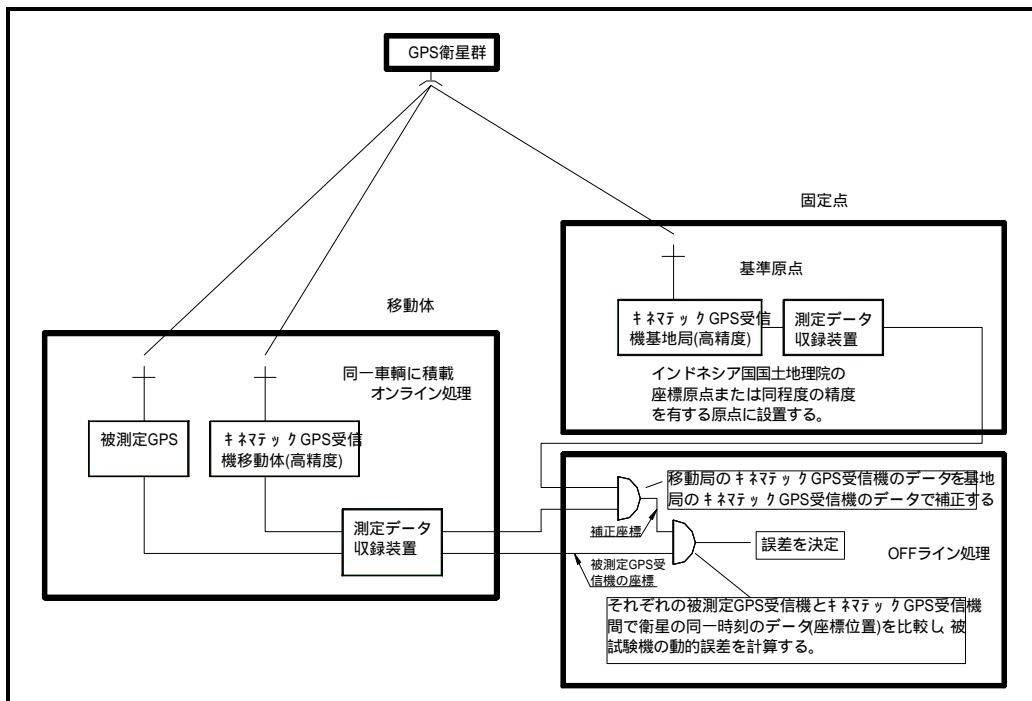 GPS衛星群
固定点
基準原点
キネマテックGPS受信
機基地局(高精度)
測定データ
収録装置
インドネシア国国土地理院の
座標原点または同程度の精度
を有する原点に設置する。
移動体
同一車輌に積載
オンライン処理
被測定GPS
キネマテックGPS受信
機移動体(高精度)
測定データ
収録装置
移動局のキネマテックGPS受信機のデータを基地
局のキネマテックGPS受信機のデータで補正する
補正座標
誤差を決定
OFFライン処理
被測定GPS受
信機の座標
それぞれの被測定GPS受信機とキネマテックGPS受信機
間で衛星の同一時刻のデータ(座標位置)を比較し、被
試験機の動的誤差を計算する。